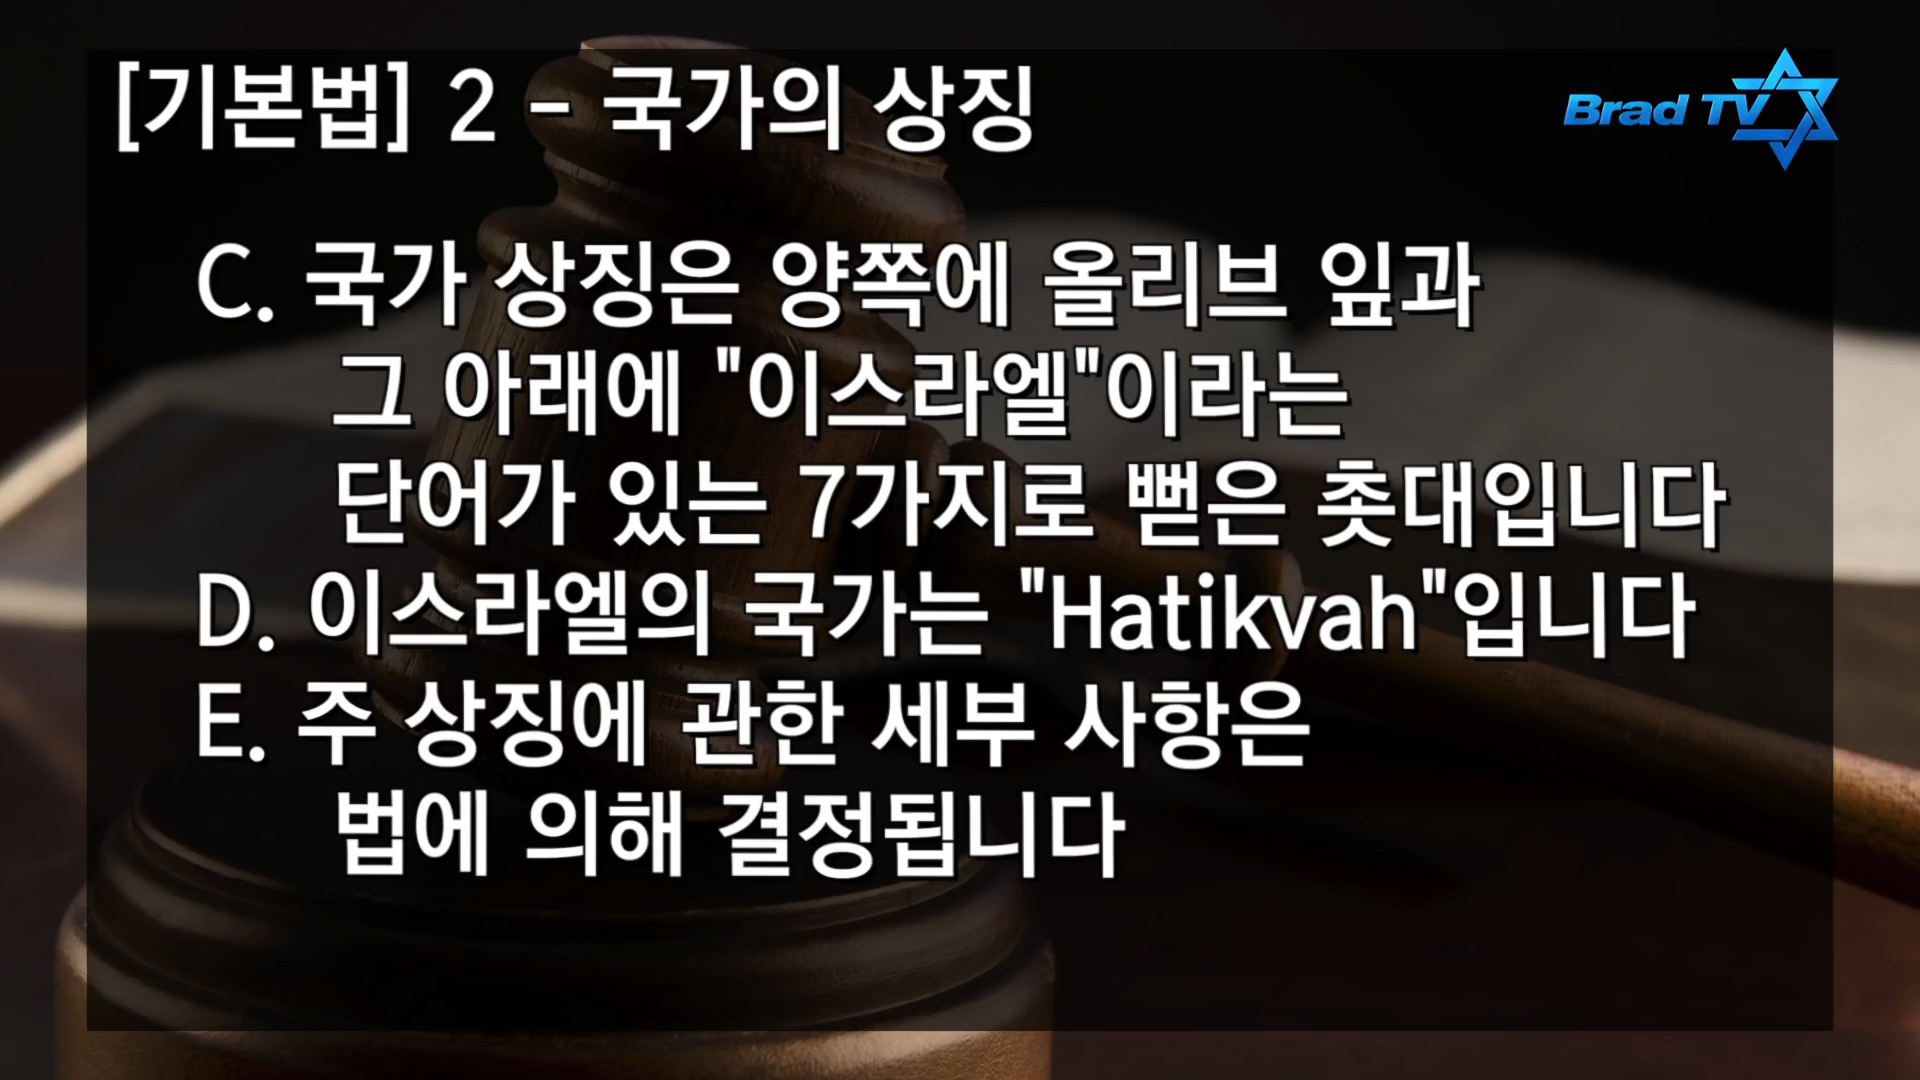 [기본법] 2 - 국가의 상징
Brad TV
C. 국가 상징은 양쪽에 올리브 잎과
그 아래에 "이스라엘"이라는
단어가 있는 7가지로 뻗은 촛대입니다
D. 이스라엘의 국가는 "Hatikvah"입니다
E. 주 상징에 관한 세부 사항은
법에 의해 결정됩니다